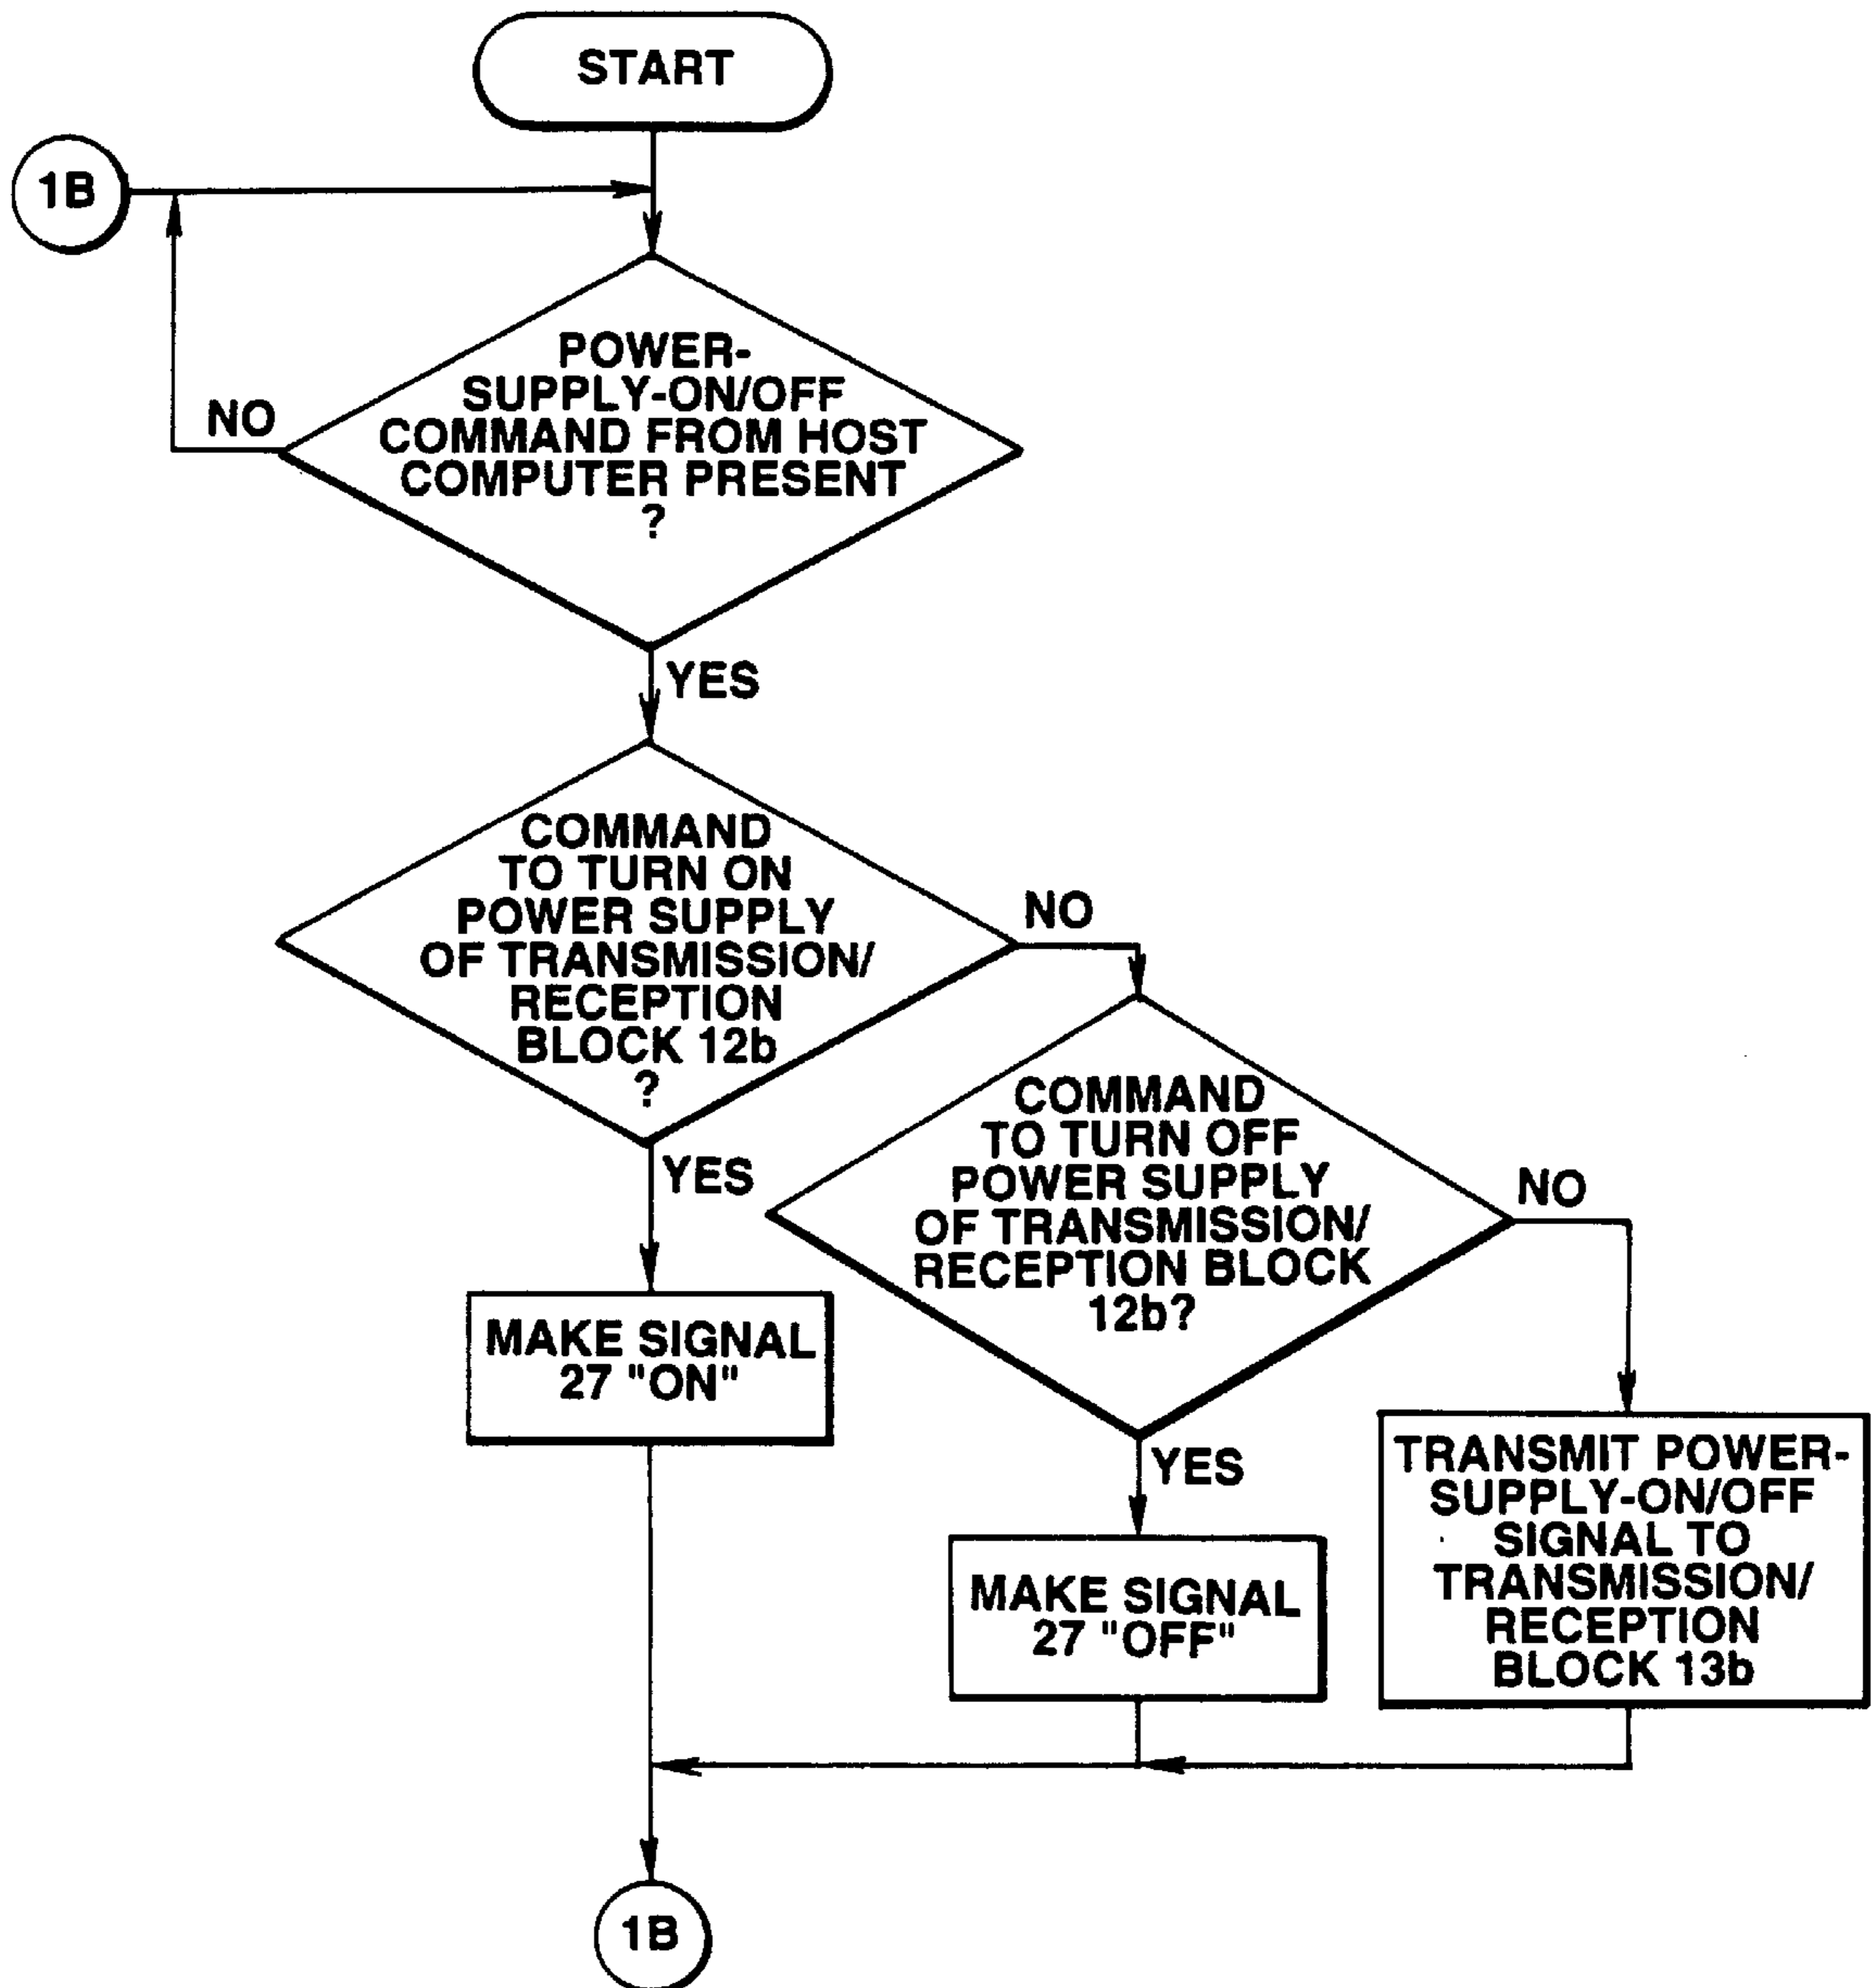 START
1B
POWER-
SUPPLY-ON/OFF
COMMAND FROM HOST
COMPUTER PRESENT
?
NO
YES
COMMAND
TO TURN ON
POWER SUPPLY
OF TRANSMISSION/
RECEPTION
BLOCK 12b
?
NO
YES
COMMAND
TO TURN OFF
POWER SUPPLY
OF TRANSMISSION/
RECEPTION BLOCK
12b?
NO
YES
MAKE SIGNAL
27 "ON"
MAKE SIGNAL
27 "OFF"
TRANSMIT POWER-
SUPPLY-ON/OFF
SIGNAL TO
TRANSMISSION/
RECEPTION
BLOCK 13b
1B